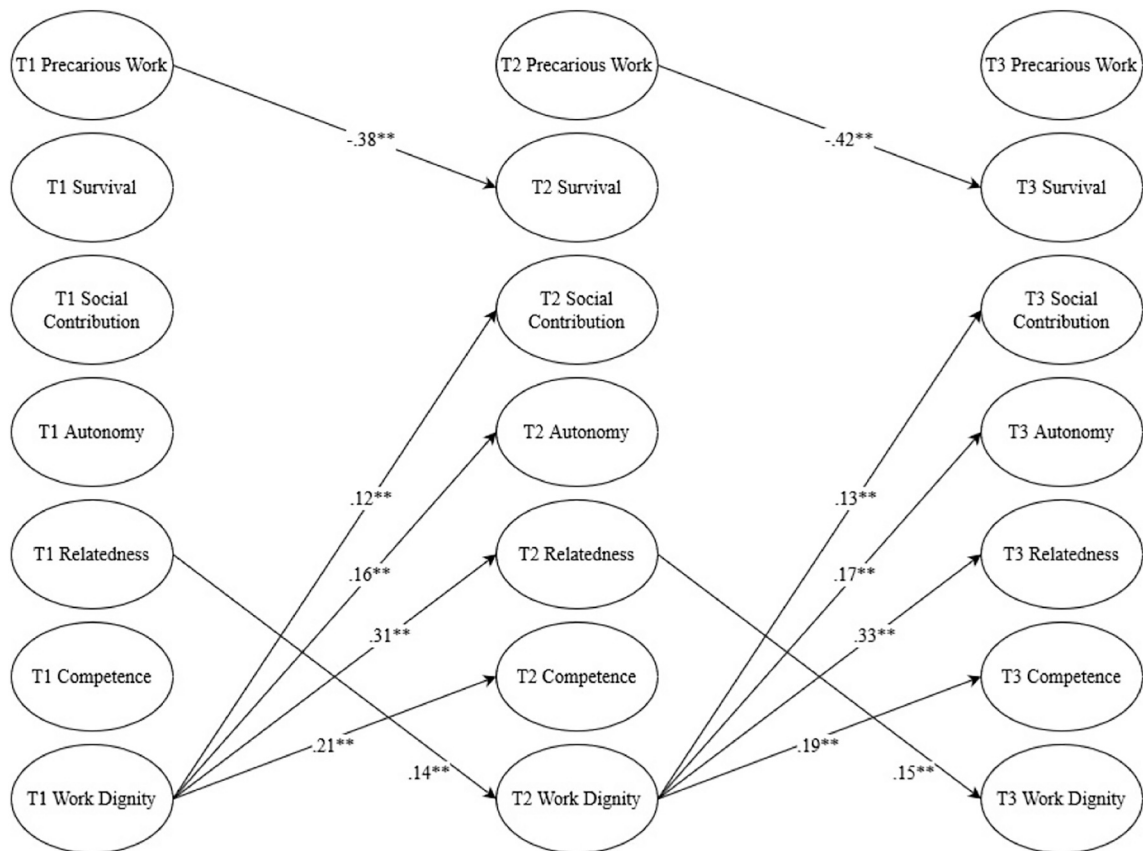 T1 Precarious Work
T2 Precarious Work
T3 Precarious Work
-.38**
-.42**
T1 Survival
T2 Survival
T3 Survival
T1 Social
Contribution
T2 Social
Contribution
T3 Social
Contribution
T1 Autonomy
T2 Autonomy
T3 Autonomy
.12**
.13**
T1 Relatedness
T2 Relatedness
T3 Relatedness
.16**
.17**
.31**
.33**
T1 Competence
T2 Competence
T3 Competence
.21**
.14**
.19**
.15**
T1 Work Dignity
T2 Work Dignity
T3 Work Dignity